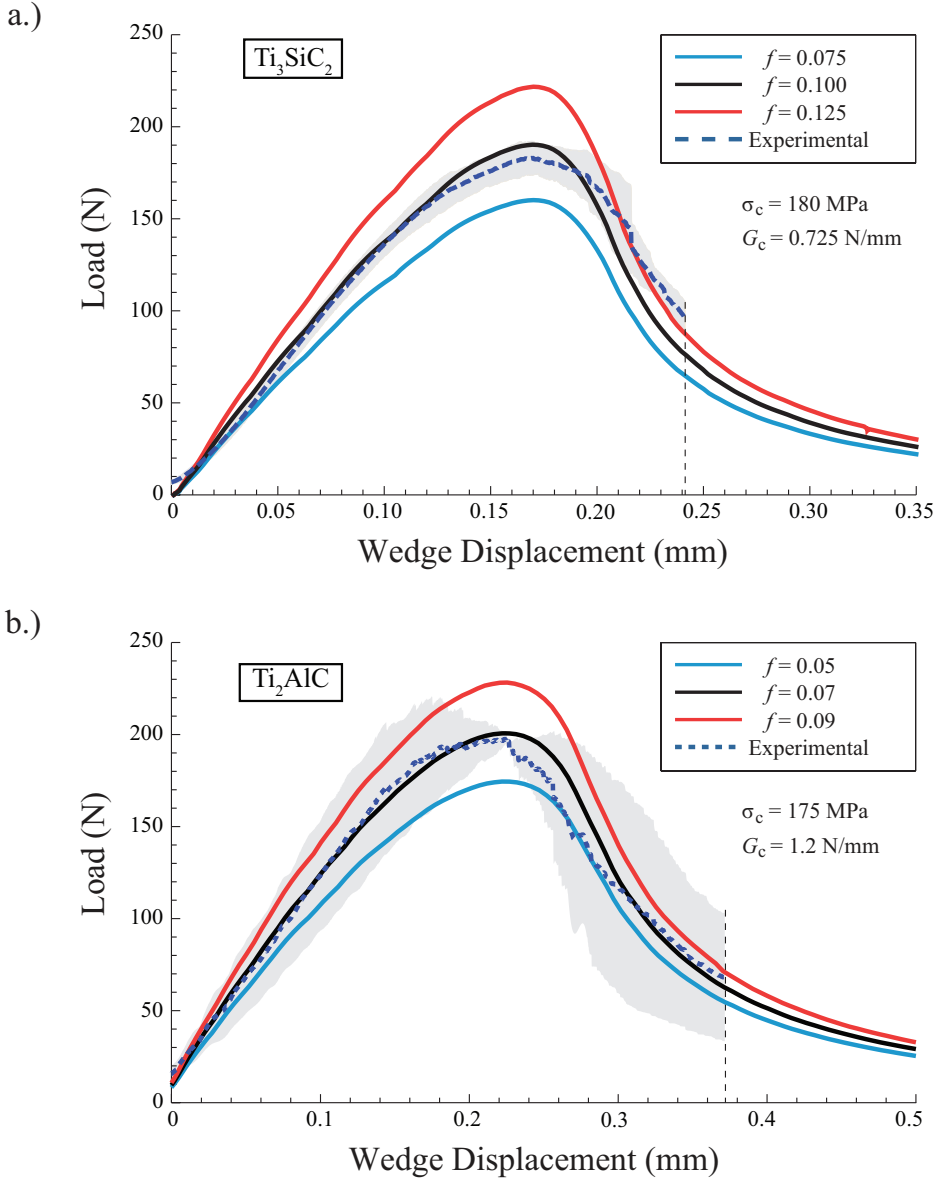 a.)
Ti3SiC2
f = 0.075
f = 0.100
f = 0.125
Experimental
σc = 180 MPa
Gc = 0.725 N/mm
250
200
150
100
50
0
Load (N)
0 0.05 0.10 0.15 0.20 0.25 0.30 0.35
Wedge Displacement (mm)
b.)
Ti2AlC
f = 0.05
f = 0.07
f = 0.09
Experimental
σc = 175 MPa
Gc = 1.2 N/mm
250
200
150
100
50
0
Load (N)
0 0.1 0.2 0.3 0.4 0.5
Wedge Displacement (mm)